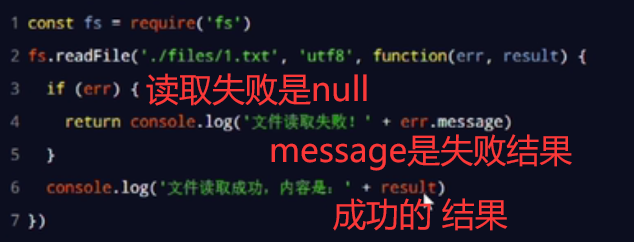 1 const fs = require('fs')
2 fs.readFile('./files/1.txt', 'utf8', function(err, result) {
3 if (err) { 读取失败是null
4 return console.log('文件读取失败!' + err.message)
5 } message是失败结果
6 console.log('文件读取成功，内容是：' + result)
7 }) 成功的 结果